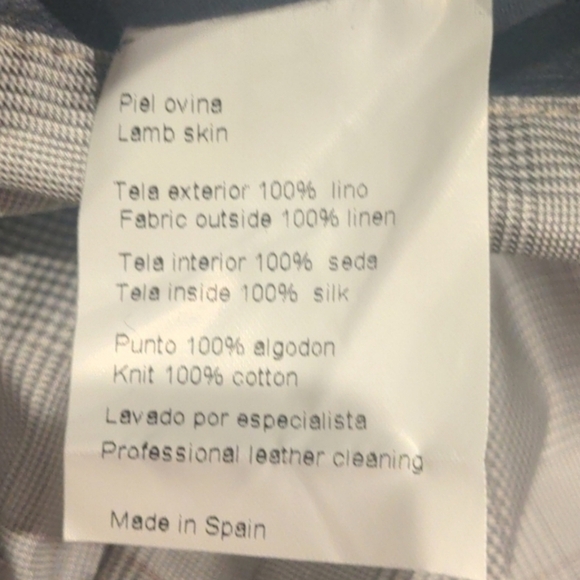 Piel ovina
Lamb skin
Tela exterior 100% lino
Fabric outside 100% linen
Tela interior 100% seda
Tela inside 100% silk
Punto 100% algodon
Knit 100% cotton
Lavado por especialista
Professional leather cleaning
Made in Spain